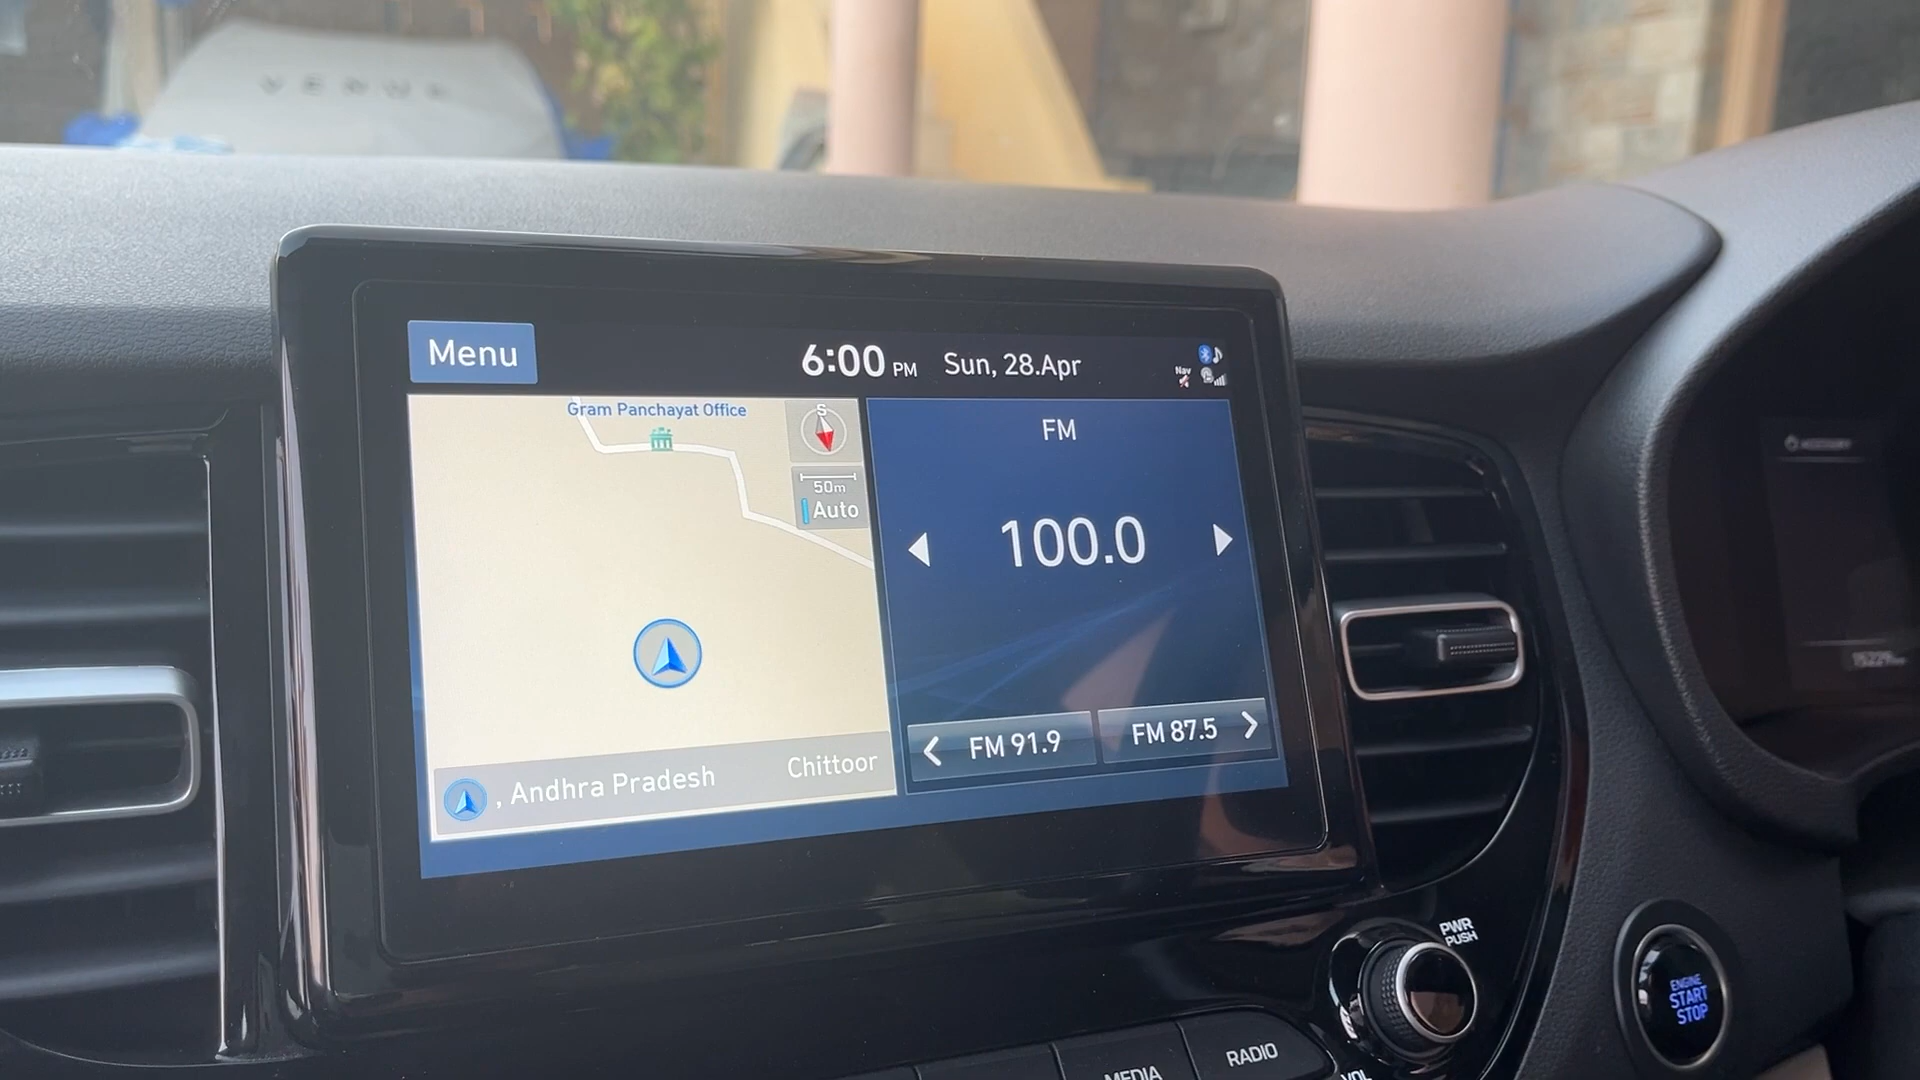 VENUE
Menu
6:00 PM Sun, 28.Apr
Nav
Gram Panchayat Office
S
50m
Auto
, Andhra Pradesh Chittoor
FM
100.0
FM 91.9
FM 87.5
PWR
PUSH
VOL
MEDIA
RADIO
ENGINE
START
STOP